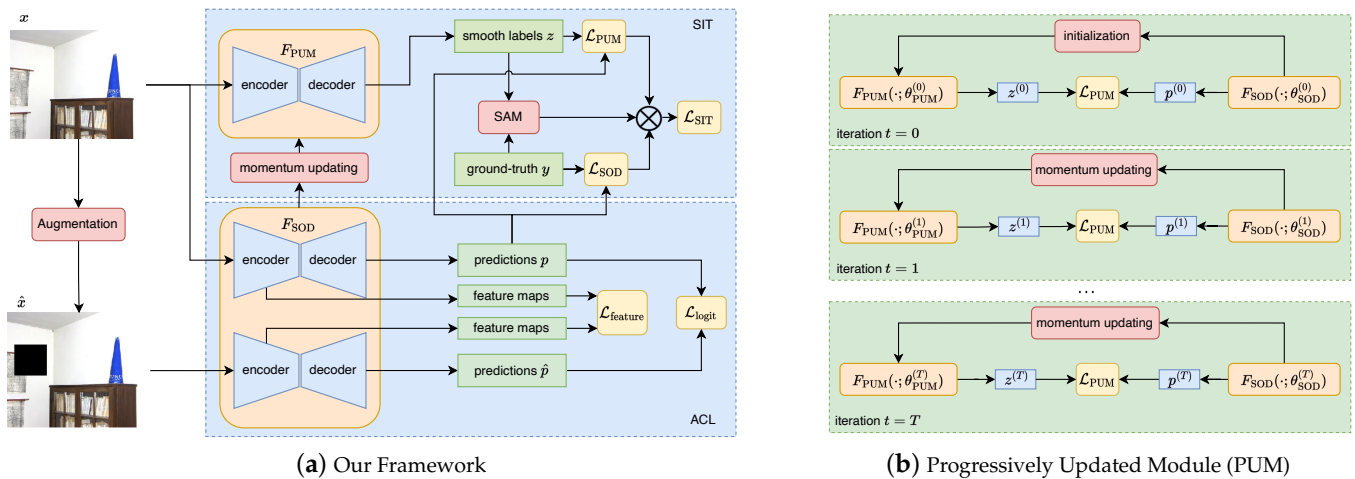 x
SIT
F_PUM
encoder
decoder
smooth labels z
L_PUM
SAM
L_SIT
momentum updating
ground-truth y
L_SOD
Augmentation
F_SOD
encoder
decoder
predictions p
feature maps
L_feature
L_logit
x̂
feature maps
encoder
decoder
predictions p̂
ACL
(a) Our Framework
initialization
F_PUM(·;θ_PUM^(0))
z^(0)
L_PUM
p^(0)
F_SOD(·;θ_SOD^(0))
iteration t = 0
momentum updating
F_PUM(·;θ_PUM^(1))
z^(1)
L_PUM
p^(1)
F_SOD(·;θ_SOD^(1))
iteration t = 1
...
momentum updating
F_PUM(·;θ_PUM^(T))
z^(T)
L_PUM
p^(T)
F_SOD(·;θ_SOD^(T))
iteration t = T
(b) Progressively Updated Module (PUM)